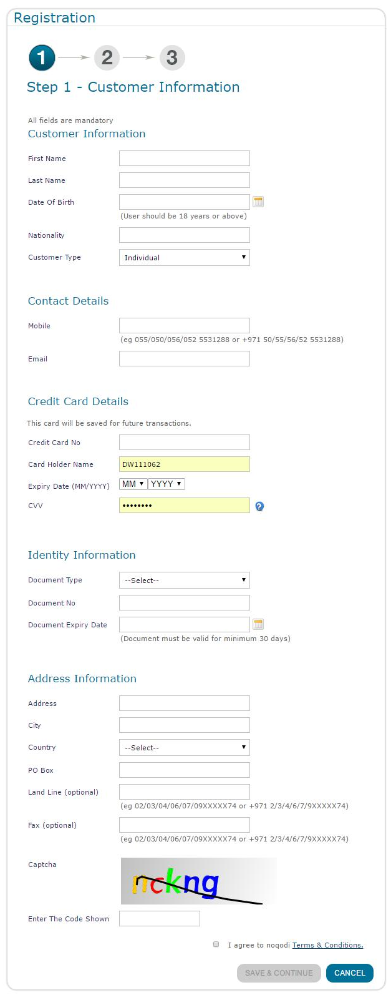 Registration
1 2 3
Step 1 - Customer Information
All fields are mandatory
Customer Information
First Name
Last Name
Date Of Birth
(User should be 18 years or above)
Nationality
Customer Type Individual
Contact Details
Mobile
(eg 055/050/056/052 5531288 or +971 50/55/56/52 5531288)
Email
Credit Card Details
This card will be saved for future transactions.
Credit Card No
Card Holder Name DW111062
Expiry Date (MM/YYYY) MM YYYY
CVV ••••••••
Identity Information
Document Type --Select--
Document No
Document Expiry Date
(Document must be valid for minimum 30 days)
Address Information
Address
City
Country --Select--
PO Box
Land Line (optional)
(eg 02/03/04/06/07/09XXXXX74 or +971 2/3/4/6/7/9XXXXX74)
Fax (optional)
(eg 02/03/04/06/07/09XXXXX74 or +971 2/3/4/6/7/9XXXXX74)
Captcha nckng
Enter The Code Shown
I agree to noqodi Terms & Conditions.
SAVE & CONTINUE CANCEL